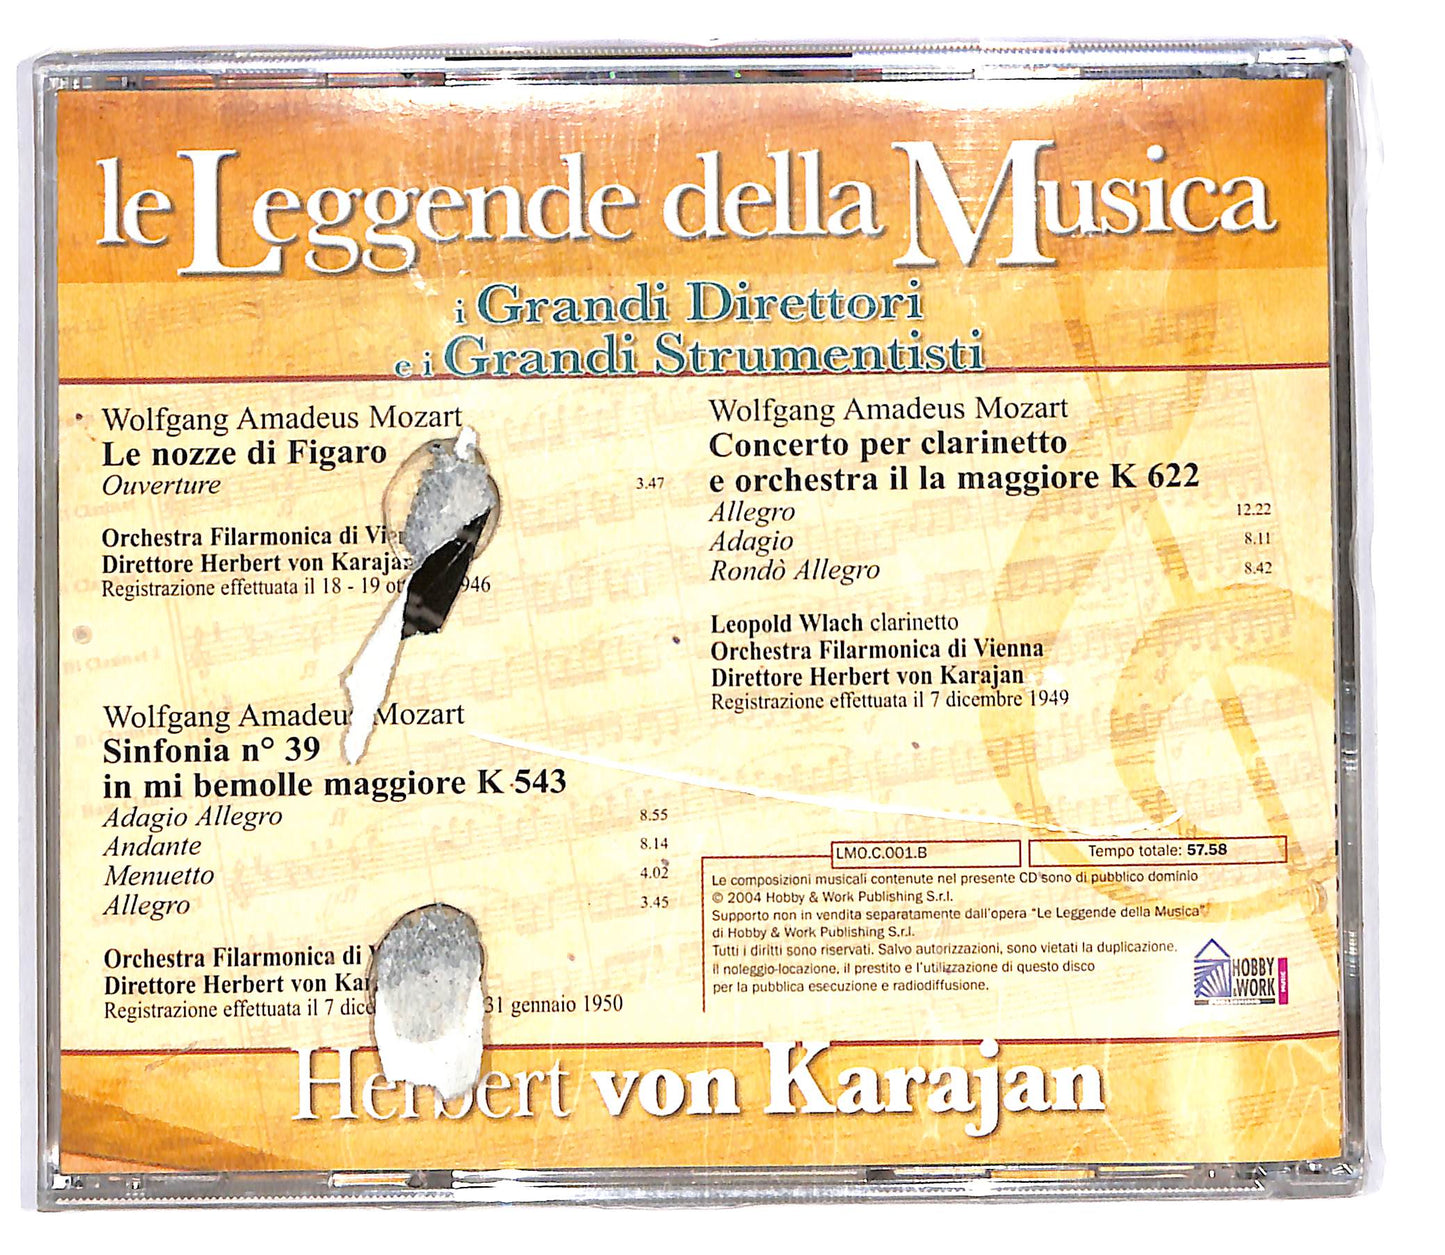 le Leggende della Musica
i Grandi Direttori
e i Grandi Strumentisti
Wolfgang Amadeus Mozart
Le nozze di Figaro
Ouverture 3.47
Orchestra Filarmonica di
Direttore Herbert von Karajan
Registrazione effettuata il 18 - 19
Wolfgang Amadeus Mozart
Sinfonia n° 39
in mi bemolle maggiore K 543
Adagio Allegro 8.55
Andante 8.14
Menuetto 4.02
Allegro 3.45
Orchestra Filarmonica di
Direttore Herbert von
Registrazione effettuata il 7 31 gennaio 1950
Wolfgang Amadeus Mozart
Concerto per clarinetto
e orchestra il la maggiore K 622
Allegro 12.22
Adagio 8.11
Rondò Allegro 8.42
Leopold Wlach clarinetto
Orchestra Filarmonica di Vienna
Direttore Herbert von Karajan
Registrazione effettuata il 7 dicembre 1949
LMO.C.001.B
Tempo totale: 57.58
Le composizioni musicali contenute nel presente CD sono di pubblico dominio
© 2004 Hobby & Work Publishing S.r.l.
Supporto non in vendita separatamente dall'opera "Le Leggende della Musica"
di Hobby & Work Publishing S.r.l.
Tutti i diritti sono riservati. Salvo autorizzazioni, sono vietati la duplicazione,
il noleggio-locazione, il prestito e l'utilizzazione di questo disco
per la pubblica esecuzione e radiodiffusione.
HOBBY
& WORK
MUSIC
Herbert von Karajan